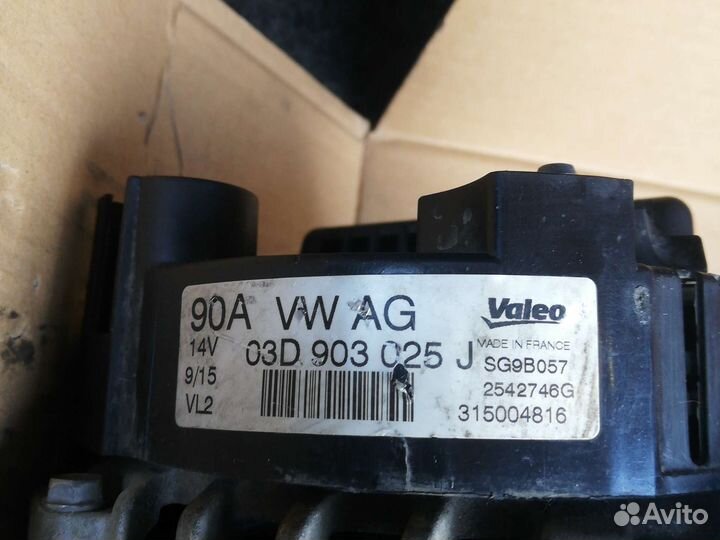 90A VW AG
Valeo
14V 03D 903 025 J
MADE IN FRANCE
9/15
SG9B057
VL2
2542746G
315004816
Avito